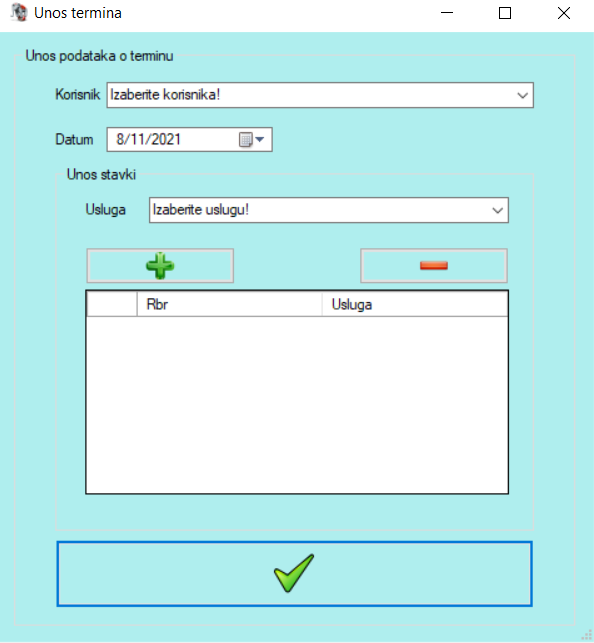 Unos termina
Unos podataka o terminu
Korisnik Izaberite korisnika!
Datum 8/11/2021
Unos stavki
Usluga Izaberite uslugu!
Rbr Usluga